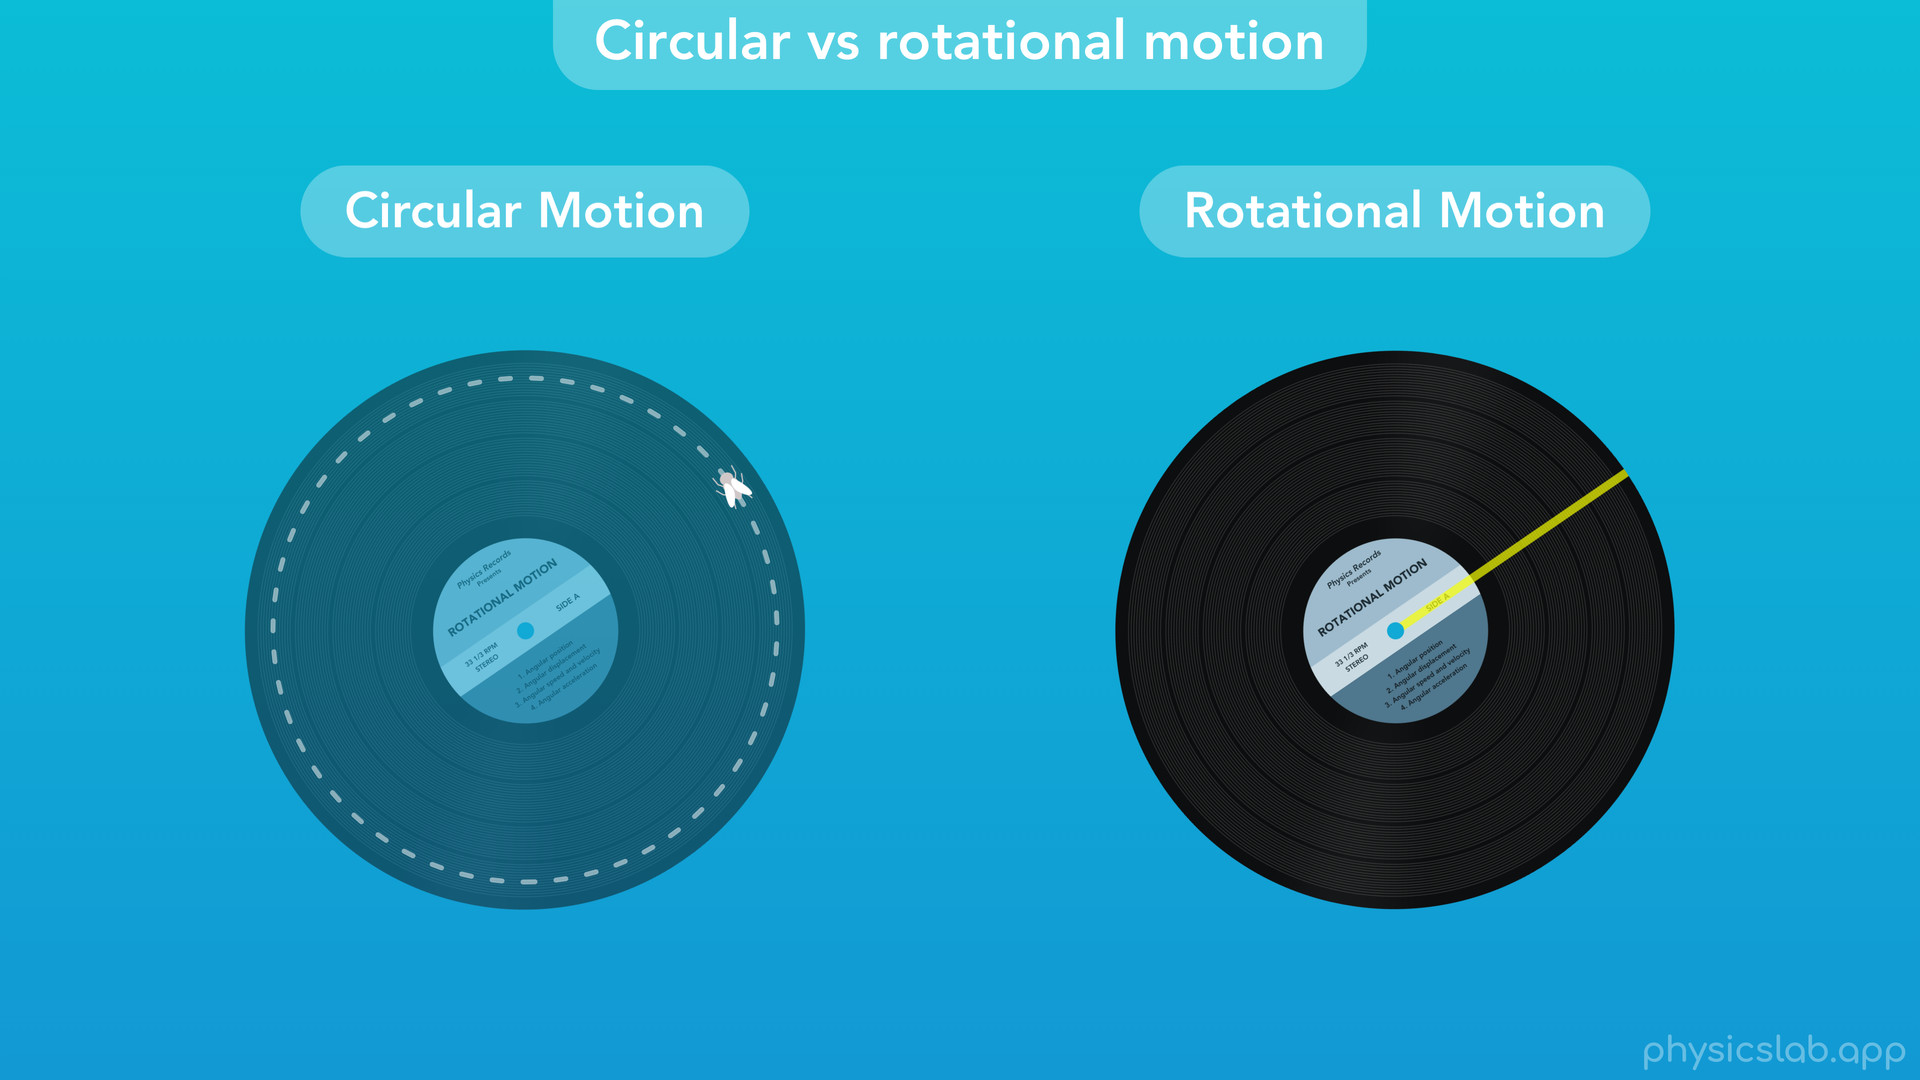 Circular vs rotational motion
Circular Motion
Rotational Motion
Physics Records
Presents
ROTATIONAL MOTION
SIDE A
33 1/3 RPM
STEREO
1. Angular position
2. Angular displacement
3. Angular speed and velocity
4. Angular acceleration
Physics Records
Presents
ROTATIONAL MOTION
SIDE A
33 1/3 RPM
STEREO
1. Angular position
2. Angular displacement
3. Angular speed and velocity
4. Angular acceleration
physicslab.app